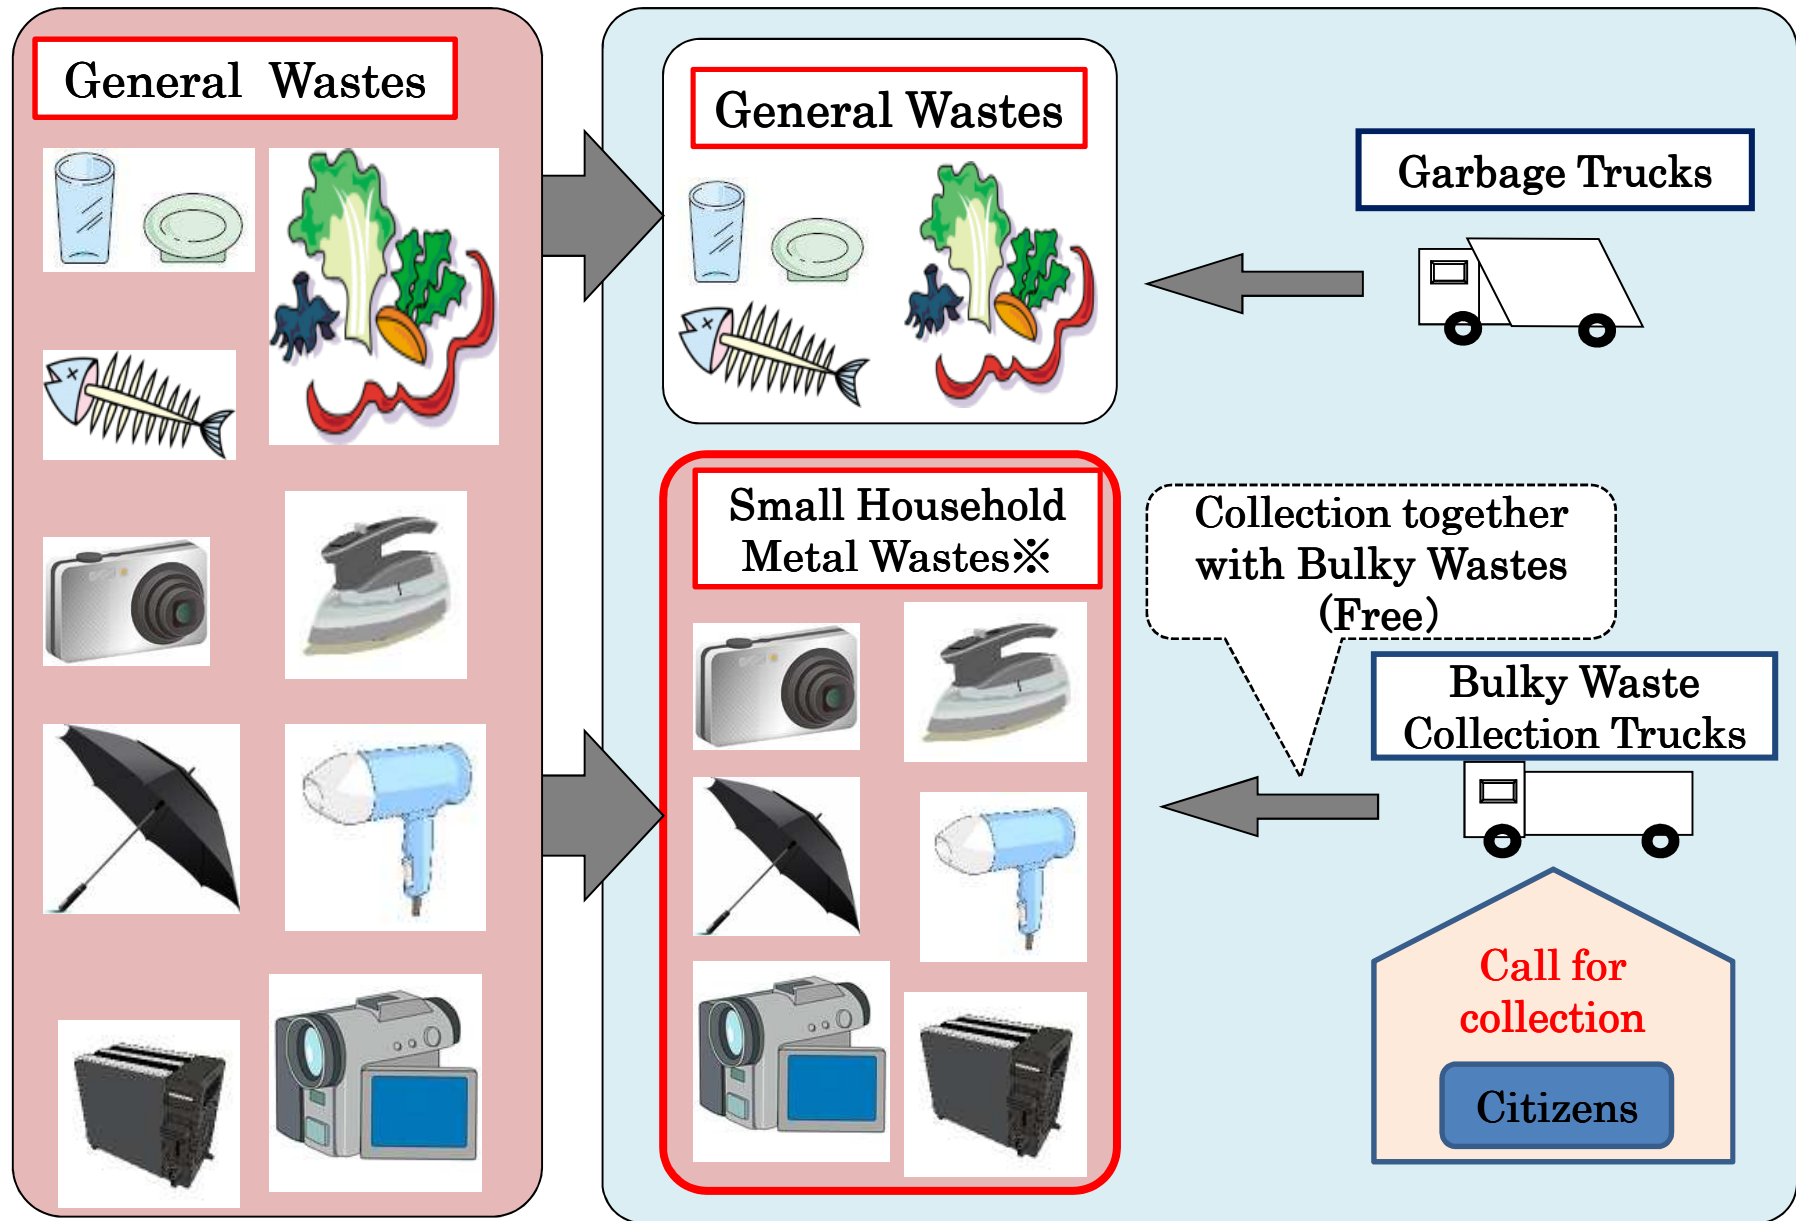 General Wastes
General Wastes
Garbage Trucks
Small Household
Metal Wastes※
Collection together
with Bulky Wastes
(Free)
Bulky Waste
Collection Trucks
Call for
collection
Citizens